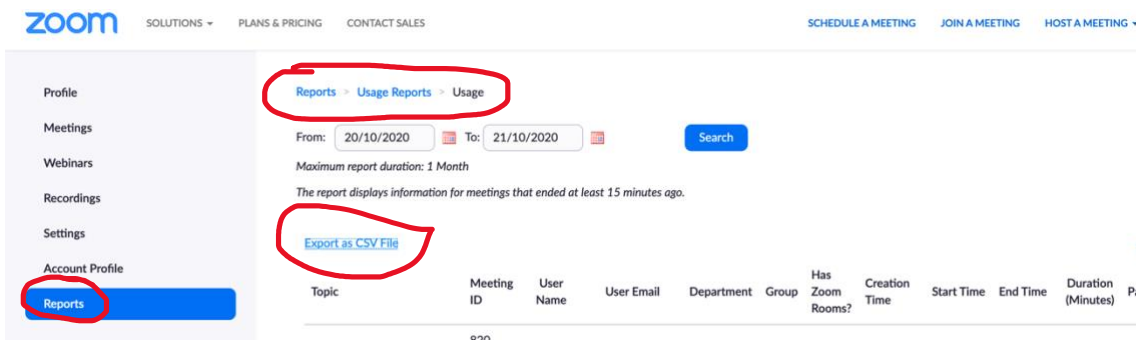 zoom SOLUTIONS PLANS & PRICING CONTACT SALES SCHEDULE A MEETING JOIN A MEETING HOST A MEETING
Profile
Meetings
Webinars
Recordings
Settings
Account Profile
Reports
Reports > Usage Reports > Usage
From: 20/10/2020 To: 21/10/2020 Search
Maximum report duration: 1 Month
The report displays information for meetings that ended at least 15 minutes ago.
Export as CSV File
Topic Meeting ID User Name User Email Department Group Has Zoom Rooms? Creation Time Start Time End Time Duration (Minutes)